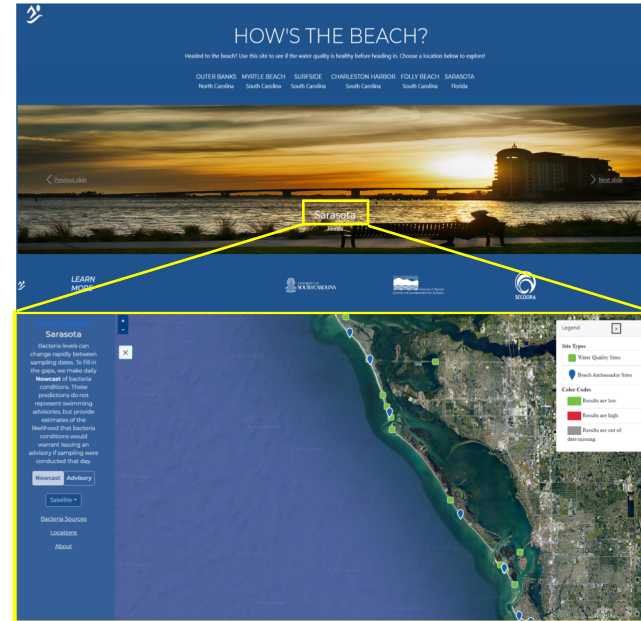 HOW'S THE BEACH?
Headed to the beach? Use this site to see if the water quality is healthy before heading in. Choose a location below to explore!
OUTER BANKS MYRTLE BEACH SURFSIDE CHARLESTON HARBOR FOLLY BEACH SARASOTA
North Carolina South Carolina South Carolina South Carolina South Carolina Florida
Previous slide
Next slide
Sarasota
Florida
LEARN
MORE
UNIVERSITY OF
SOUTH CAROLINA
SECOORA
Sarasota
Bacteria levels can
change rapidly between
sampling dates. To fill in
the gaps, we make daily
Nowcast of bacteria
conditions. These
predictions do not
represent swimming
advisories, but provide
estimates of the
likelihood that bacteria
conditions would
warrant issuing an
advisory if sampling were
conducted that day.
Nowcast Advisory
Satellite
Bacteria Sources
Locations
About
+
-
×
Legend
Site Types
Water Quality Sites
Beach Ambassador Sites
Color Codes
Results are low
Results are high.
Results are out of
date/missing.